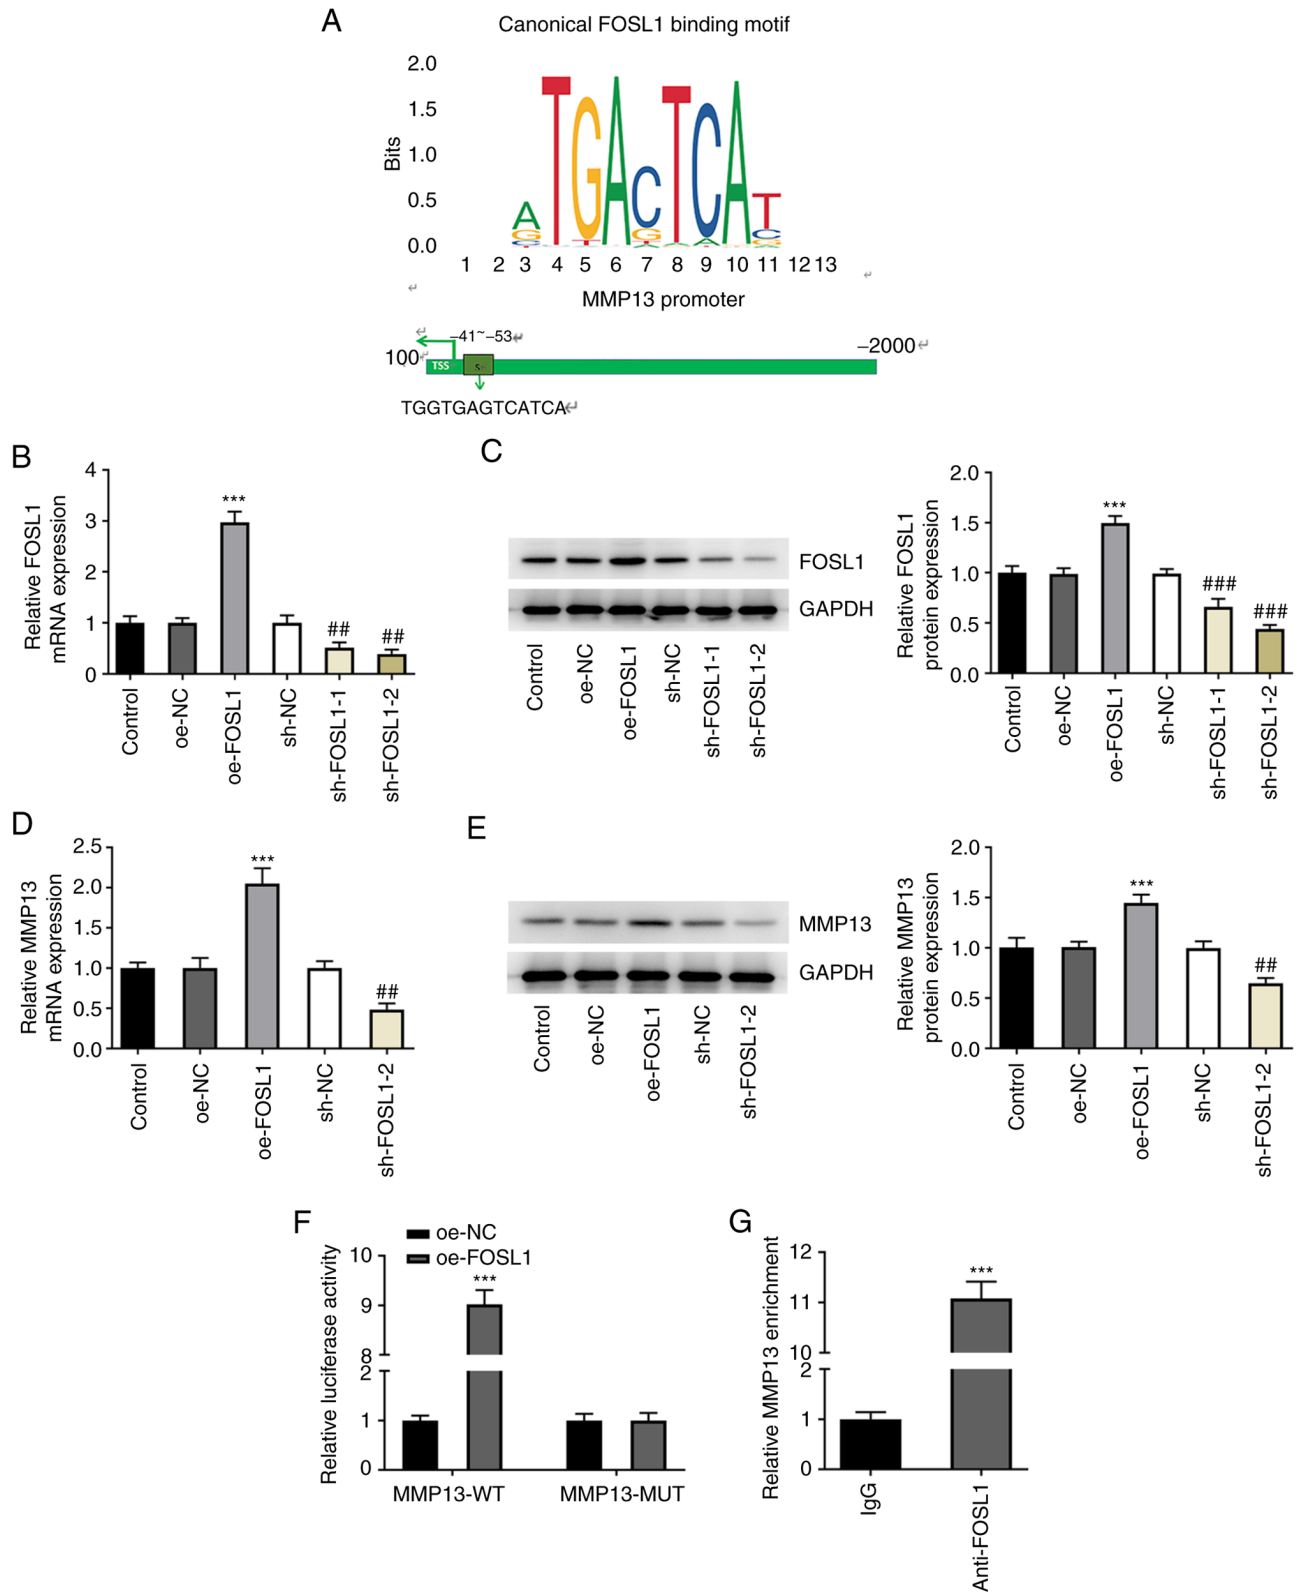 A
Canonical FOSL1 binding motif
2.0
1.5
1.0
0.5
0.0
Bits
A
G
C
T
G
A
C
G
T
C
A
T
C
G
1 2 3 4 5 6 7 8 9 10 11 12 13
MMP13 promoter
−41~−53
100
−2000
TSS
TGGTGAGTCATCA
B
Relative FOSL1
mRNA expression
4
3
2
1
0
***
##
##
Control
oe-NC
oe-FOSL1
sh-NC
sh-FOSL1-1
sh-FOSL1-2
C
FOSL1
GAPDH
Control
oe-NC
oe-FOSL1
sh-NC
sh-FOSL1-1
sh-FOSL1-2
Relative FOSL1
protein expression
2.0
1.5
1.0
0.5
0.0
***
###
###
Control
oe-NC
oe-FOSL1
sh-NC
sh-FOSL1-1
sh-FOSL1-2
D
Relative MMP13
mRNA expression
2.5
2.0
1.5
1.0
0.5
0.0
***
##
Control
oe-NC
oe-FOSL1
sh-NC
sh-FOSL1-2
E
MMP13
GAPDH
Control
oe-NC
oe-FOSL1
sh-NC
sh-FOSL1-2
Relative MMP13
protein expression
2.0
1.5
1.0
0.5
0.0
***
##
Control
oe-NC
oe-FOSL1
sh-NC
sh-FOSL1-2
F
oe-NC
oe-FOSL1
Relative luciferase activity
10
9
8
2
1
0
***
MMP13-WT
MMP13-MUT
G
Relative MMP13 enrichment
12
11
10
2
1
0
***
IgG
Anti-FOSL1